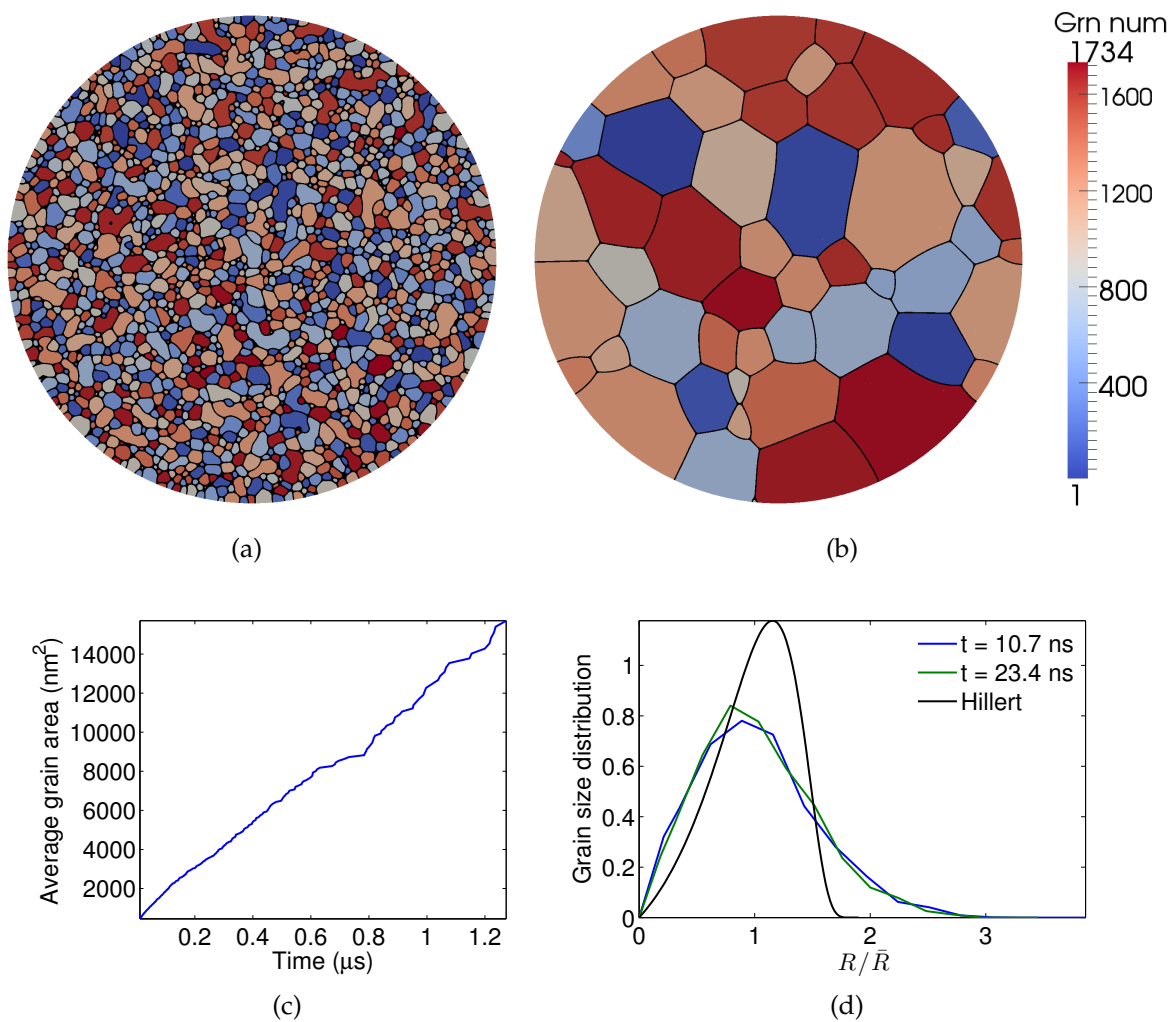 Grn num
1734
1600
1200
800
400
1
(a)
(b)
Average grain area (nm²)
14000
12000
10000
8000
6000
4000
2000
0.2 0.4 0.6 0.8 1 1.2
Time (μs)
(c)
Grain size distribution
1
0.8
0.6
0.4
0.2
0
0 1 2 3
R/R̄
t = 10.7 ns
t = 23.4 ns
Hillert
(d)